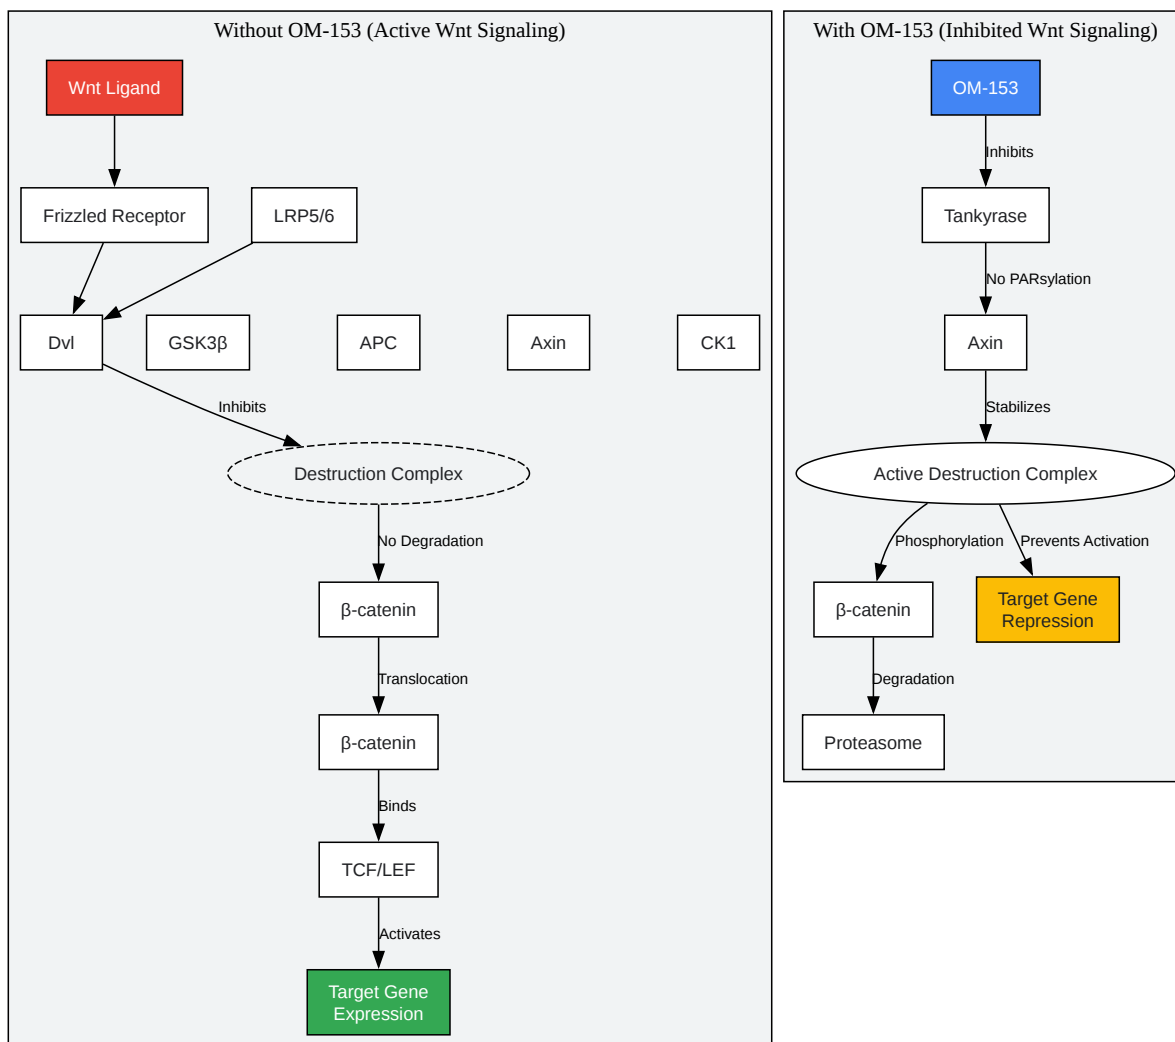 Without OM-153 (Active Wnt Signaling)
Wnt Ligand
Frizzled Receptor
LRP5/6
Dvl
GSK3β
APC
Axin
CK1
Inhibits
Destruction Complex
No Degradation
β-catenin
Translocation
β-catenin
Binds
TCF/LEF
Activates
Target Gene
Expression
With OM-153 (Inhibited Wnt Signaling)
OM-153
Inhibits
Tankyrase
No PARsylation
Axin
Stabilizes
Active Destruction Complex
Phosphorylation
Prevents Activation
β-catenin
Target Gene
Repression
Degradation
Proteasome